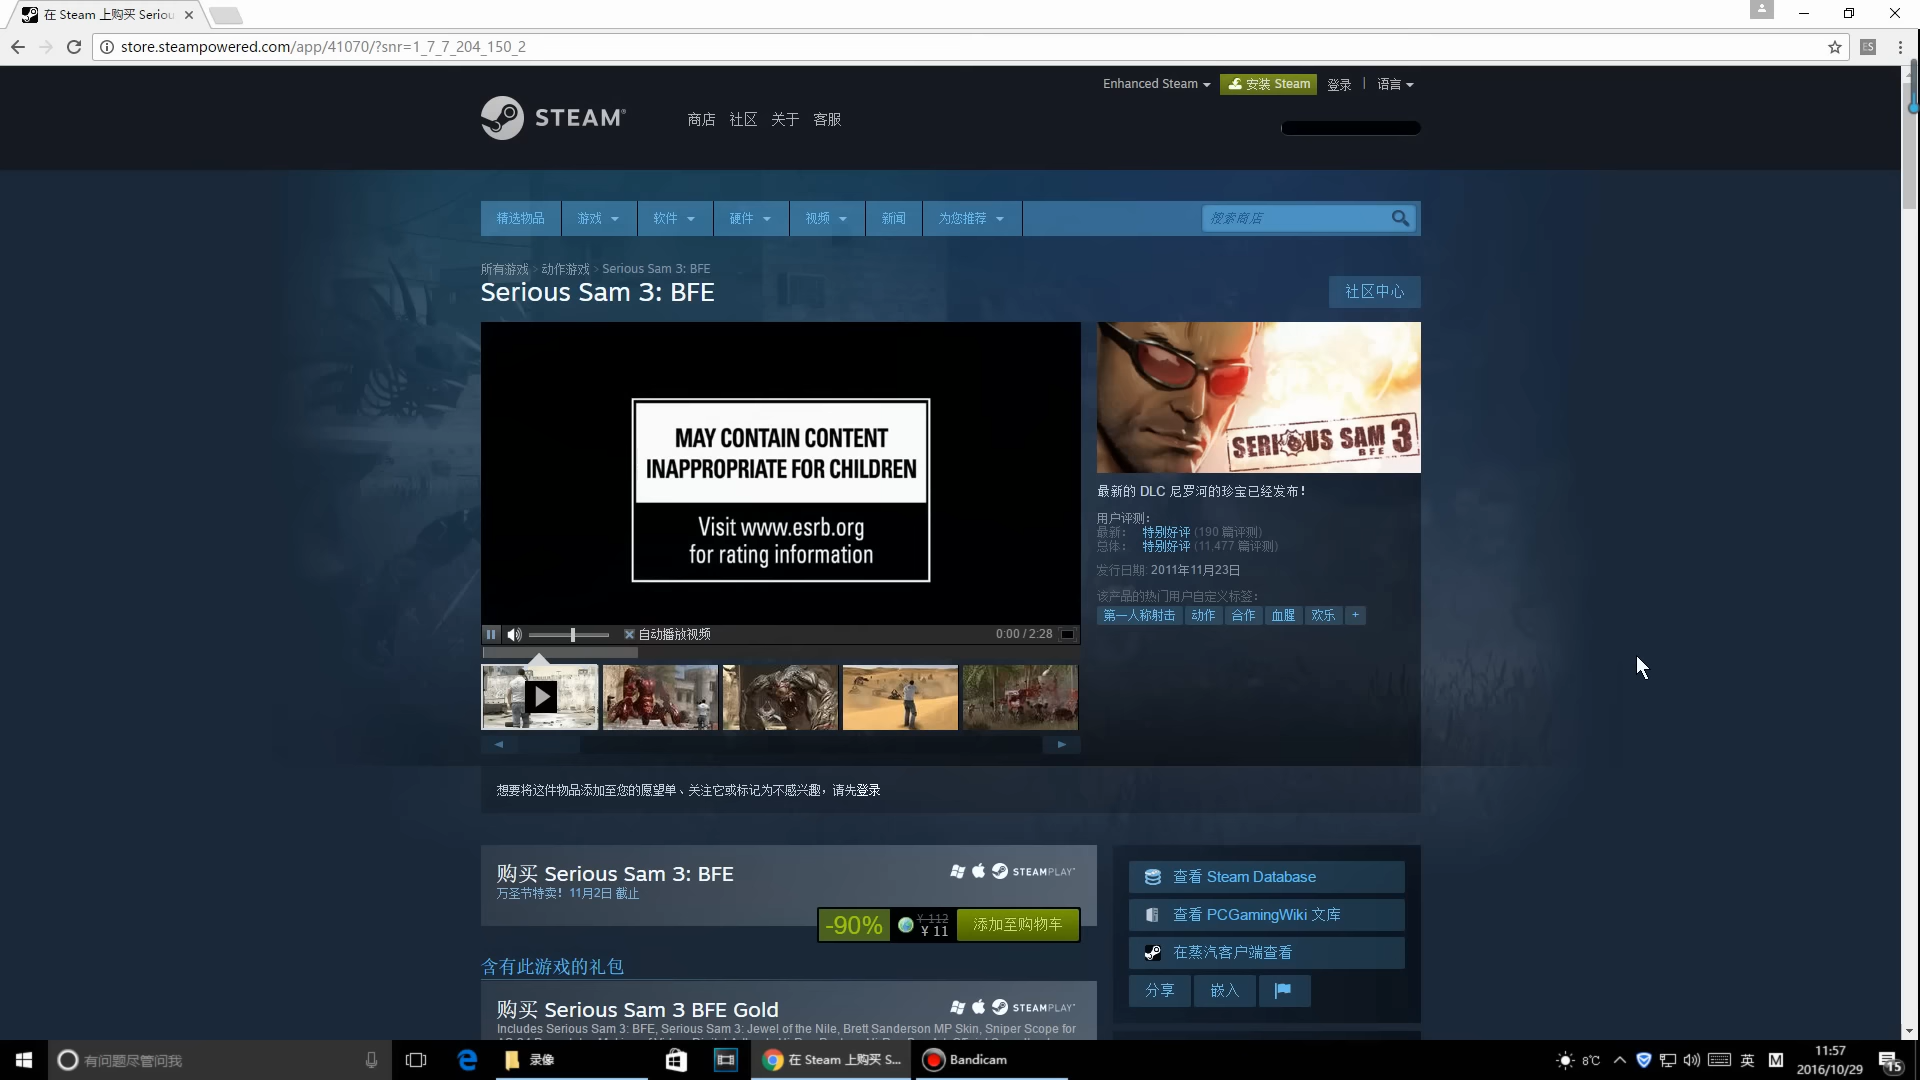 在 Steam 上购买 Seriou
store.steampowered.com/app/41070/?snr=1_7_7_204_150_2
ES
Enhanced Steam 安装 Steam 登录 | 语言
STEAM 商店 社区 关于 客服
精选物品 游戏 软件 硬件 视频 新闻 为您推荐 搜索商店
所有游戏 > 动作游戏 > Serious Sam 3: BFE
Serious Sam 3: BFE
社区中心
MAY CONTAIN CONTENT
INAPPROPRIATE FOR CHILDREN
Visit www.esrb.org
for rating information
自动播放视频 0:00 / 2:28
SERIOUS SAM 3
BFE
最新的 DLC 尼罗河的珍宝已经发布！
用户评测：
最新： 特别好评 (190 篇评测)
总体： 特别好评 (11,477 篇评测)
发行日期: 2011年11月23日
该产品的热门用户自定义标签：
第一人称射击 动作 合作 血腥 欢乐 +
想要将这件物品添加至您的愿望单、关注它或标记为不感兴趣，请先登录
购买 Serious Sam 3: BFE
STEAMPLAY
万圣节特卖！11月2日 截止
-90% ¥ 112 ¥ 11 添加至购物车
含有此游戏的礼包
购买 Serious Sam 3 BFE Gold
STEAMPLAY
Includes Serious Sam 3: BFE, Serious Sam 3: Jewel of the Nile, Brett Sanderson MP Skin, Sniper Scope for
查看 Steam Database
查看 PCGamingWiki 文库
在蒸汽客户端查看
分享 嵌入
有问题尽管问我
录像
在 Steam 上购买 S...
Bandicam
8℃
英
M
11:57
2016/10/29
15